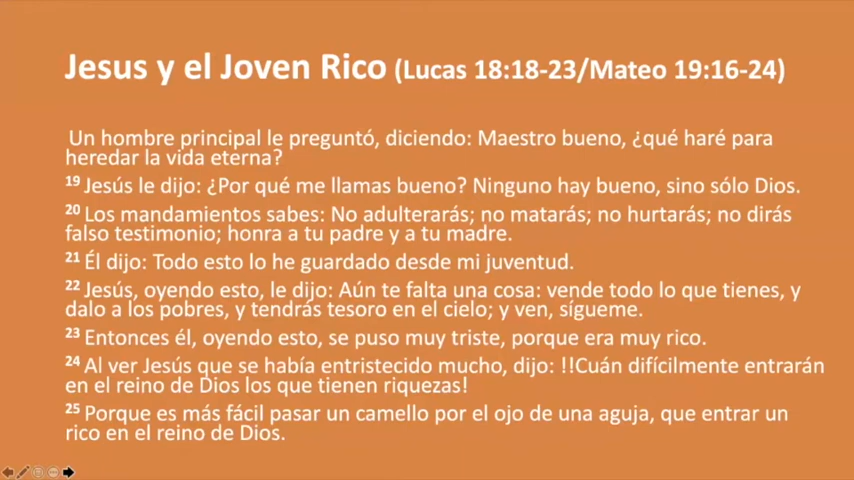 Jesus y el Joven Rico (Lucas 18:18-23/Mateo 19:16-24)
Un hombre principal le preguntó, diciendo: Maestro bueno, ¿qué haré para
heredar la vida eterna?
19 Jesús le dijo: ¿Por qué me llamas bueno? Ninguno hay bueno, sino sólo Dios.
20 Los mandamientos sabes: No adulterarás; no matarás; no hurtarás; no dirás
falso testimonio; honra a tu padre y a tu madre.
21 Él dijo: Todo esto lo he guardado desde mi juventud.
22 Jesús, oyendo esto, le dijo: Aún te falta una cosa: vende todo lo que tienes, y
dalo a los pobres, y tendrás tesoro en el cielo; y ven, sígueme.
23 Entonces él, oyendo esto, se puso muy triste, porque era muy rico.
24 Al ver Jesús que se había entristecido mucho, dijo: !!Cuán difícilmente entrarán
en el reino de Dios los que tienen riquezas!
25 Porque es más fácil pasar un camello por el ojo de una aguja, que entrar un
rico en el reino de Dios.